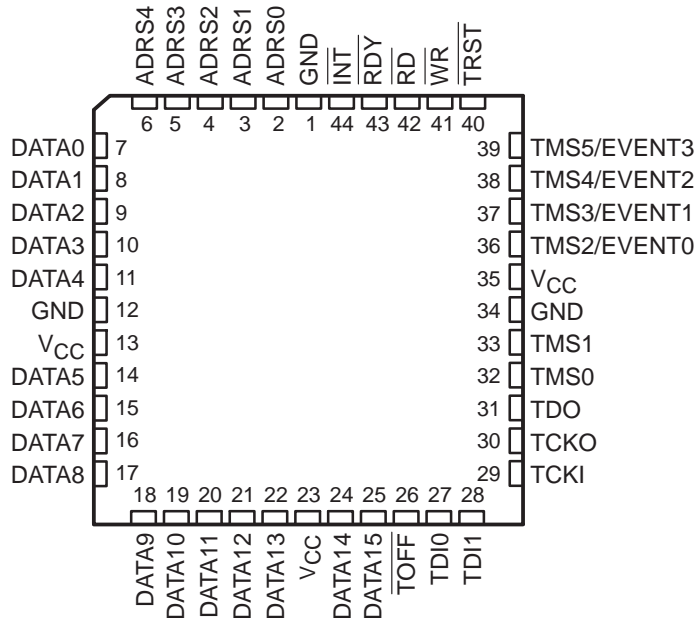 ADRS4
ADRS3
ADRS2
ADRS1
ADRS0
GND
INT
RDY
RD
WR
TRST
6 5 4 3 2 1 44 43 42 41 40
DATA0 7
DATA1 8
DATA2 9
DATA3 10
DATA4 11
GND 12
VCC 13
DATA5 14
DATA6 15
DATA7 16
DATA8 17
39 TMS5/EVENT3
38 TMS4/EVENT2
37 TMS3/EVENT1
36 TMS2/EVENT0
35 VCC
34 GND
33 TMS1
32 TMS0
31 TDO
30 TCKO
29 TCKI
18 19 20 21 22 23 24 25 26 27 28
DATA9
DATA10
DATA11
DATA12
DATA13
VCC
DATA14
DATA15
TOFF
TDI0
TDI1